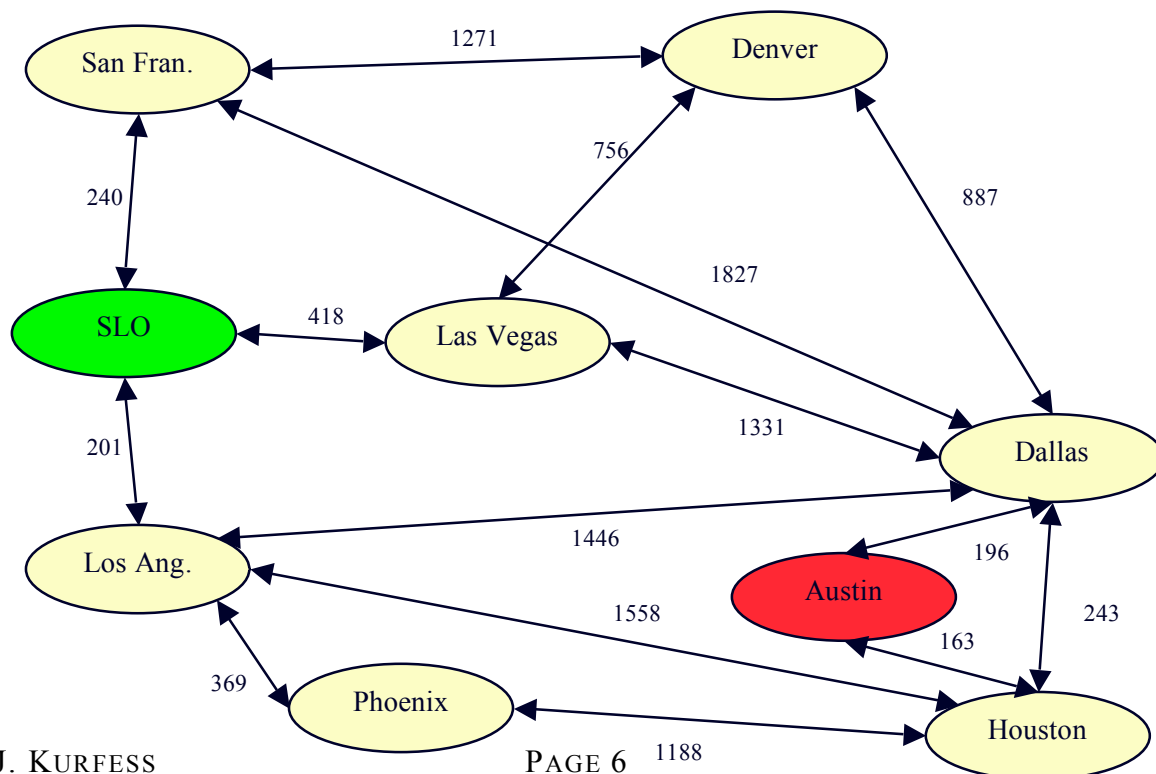 1271
Denver
San Fran.
756
240
887
1827
SLO
418
Las Vegas
1331
201
Dallas
1446
196
Los Ang.
Austin
1558
243
163
369
Phoenix
Houston
1188
J. KURFESS
PAGE 6